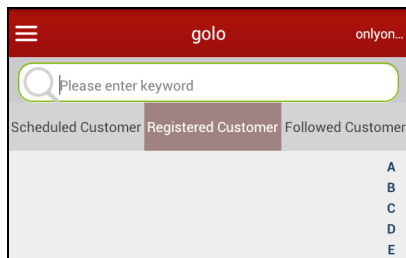 golo
onlyon...
Please enter keyword
Scheduled Customer Registered Customer Followed Customer
A
B
C
D
E